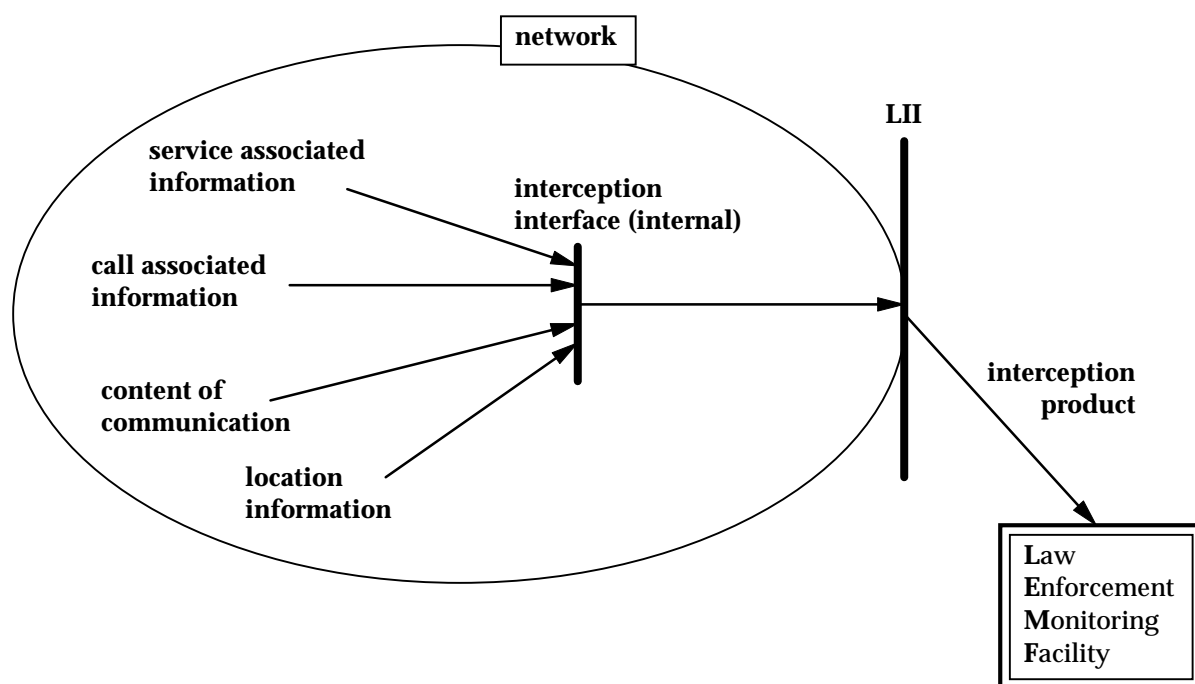 network
LII
service associated
information
interception
interface (internal)
call associated
information
content of
communication
location
information
interception
product
Law
Enforcement
Monitoring
Facility